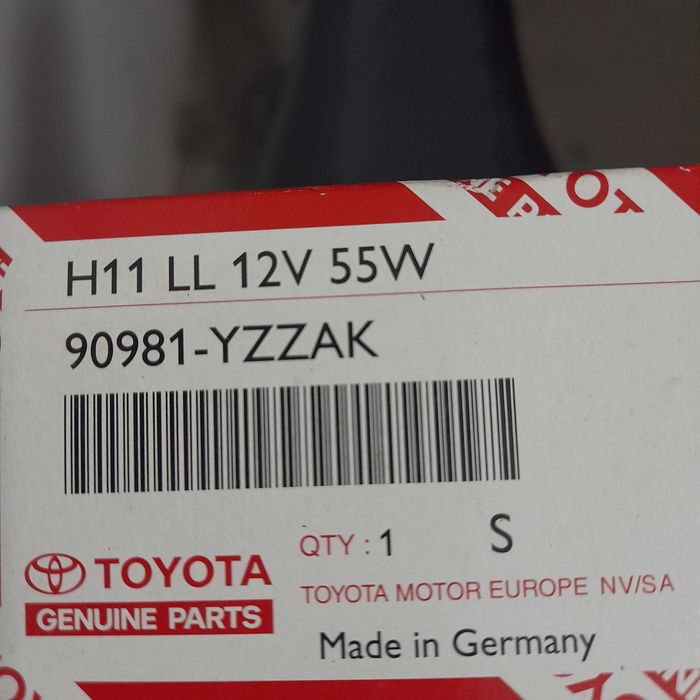 H11 LL 12V 55W
90981-YZZAK
QTY : 1 S
TOYOTA
GENUINE PARTS
TOYOTA MOTOR EUROPE NV/SA
Made in Germany